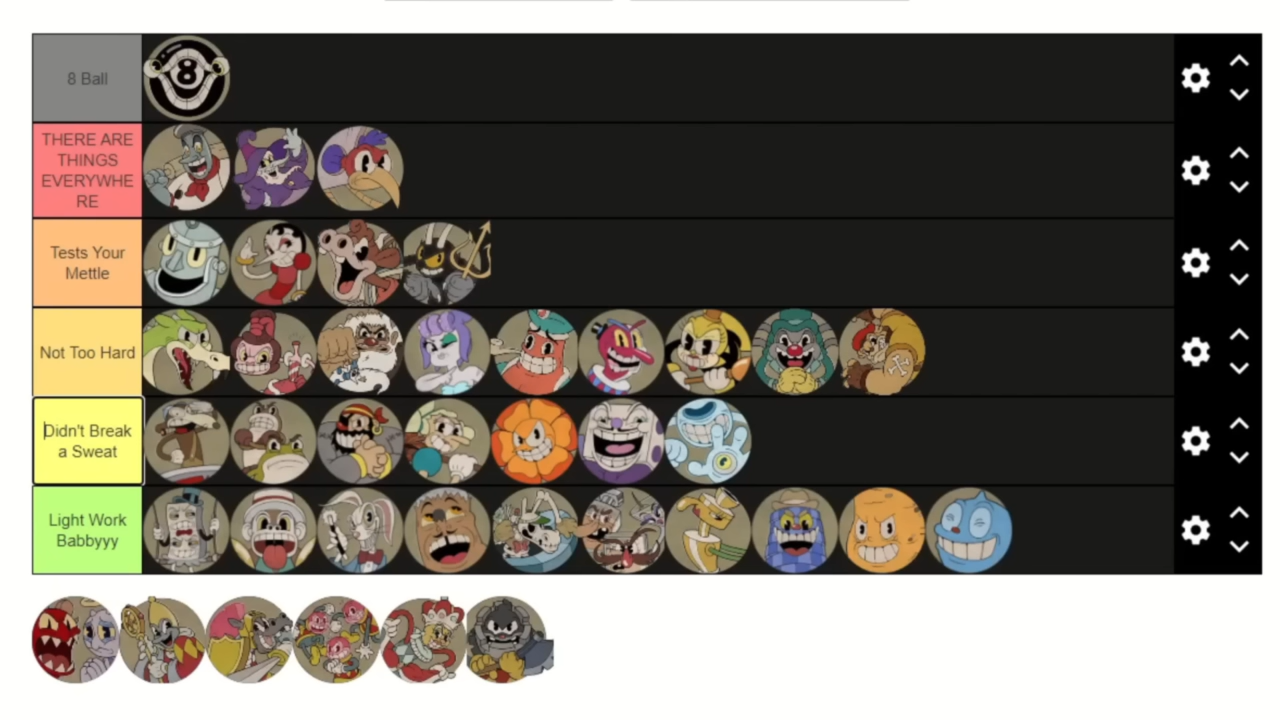 8 Ball
8
THERE ARE
THINGS
EVERYWHE
RE
Tests Your
Mettle
Not Too Hard
Didn't Break
a Sweat
Light Work
Babbyyy